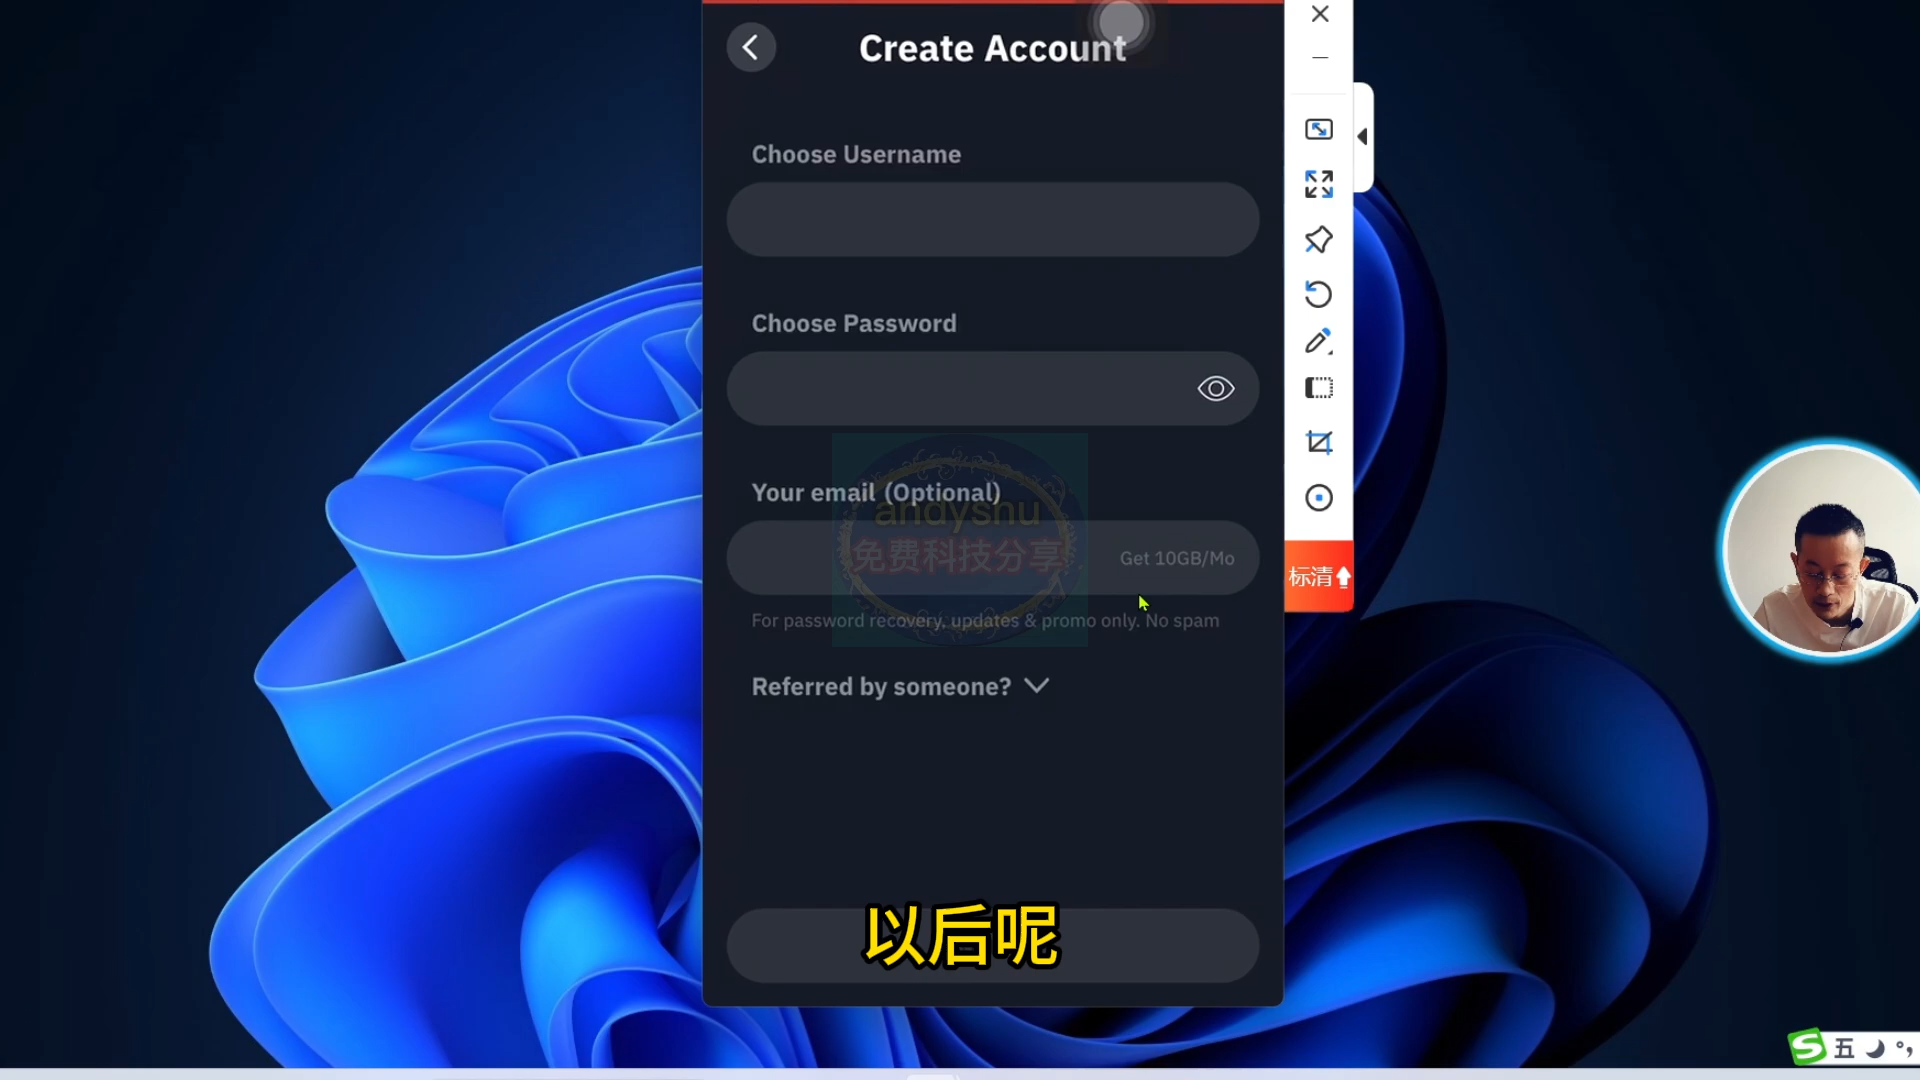 Create Account
Choose Username
Choose Password
Your email (Optional)
andyshu
免费科技分享
Get 10GB/Mo
For password recovery, updates & promo only. No spam
Referred by someone?
标清
以后呢
S 五